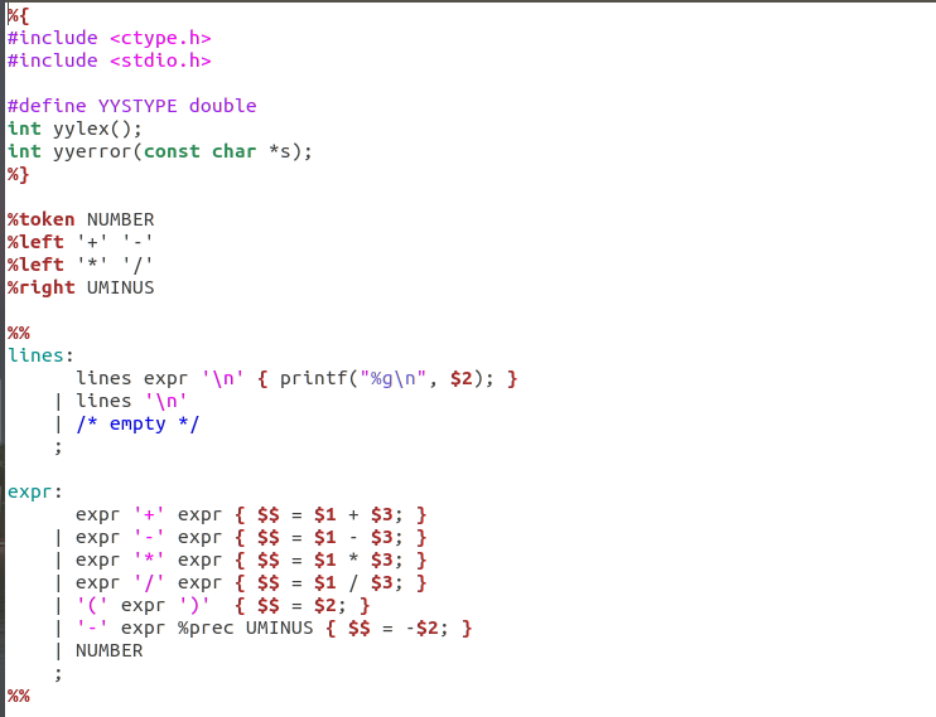 %{
#include <ctype.h>
#include <stdio.h>

#define YYSTYPE double
int yylex();
int yyerror(const char *s);
%}

%token NUMBER
%left '+' '-'
%left '*' '/'
%right UMINUS

%%
lines:
      lines expr '\n' { printf("%g\n", $2); }
    | lines '\n'
    | /* empty */
    ;

expr:
      expr '+' expr { $$ = $1 + $3; }
    | expr '-' expr { $$ = $1 - $3; }
    | expr '*' expr { $$ = $1 * $3; }
    | expr '/' expr { $$ = $1 / $3; }
    | '(' expr ')'  { $$ = $2; }
    | '-' expr %prec UMINUS { $$ = -$2; }
    | NUMBER
    ;
%%